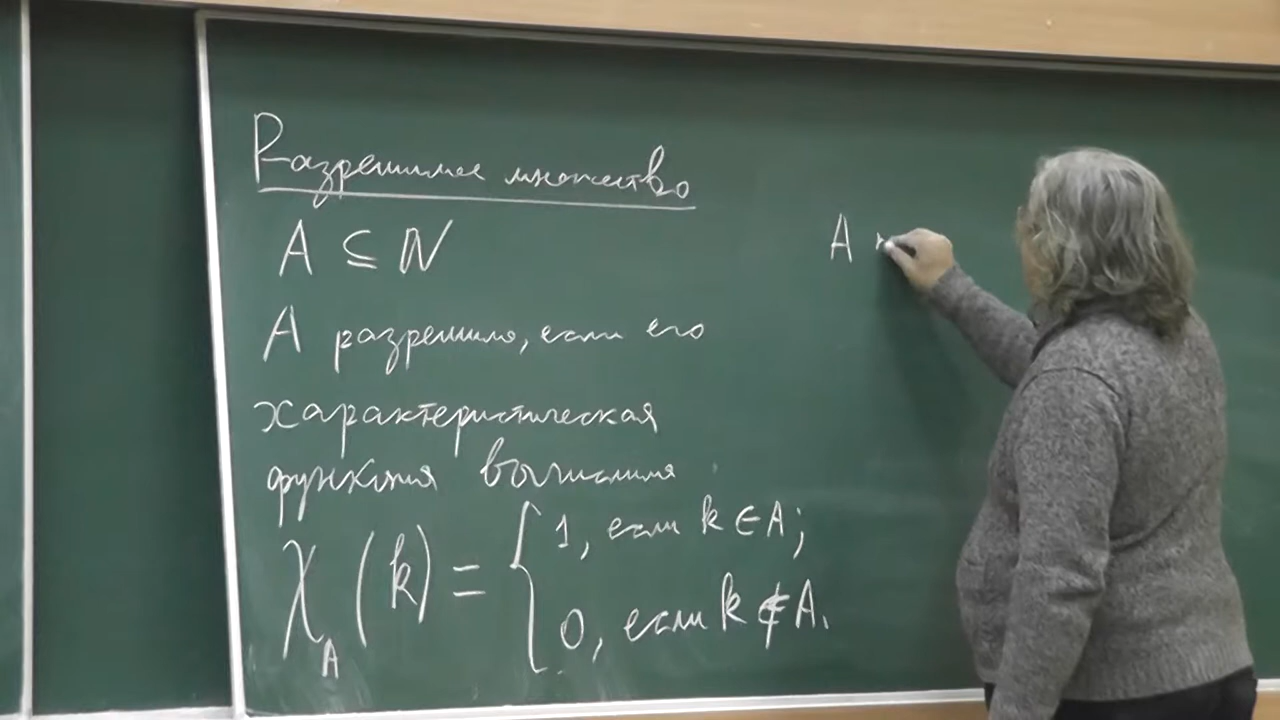 Разрешимое множество
A ⊆ ℕ
A разрешимо, если его
характеристическая
функция вычислима
χ_A (k) = { 1, если k ∈ A;
0, если k ∉ A.
A